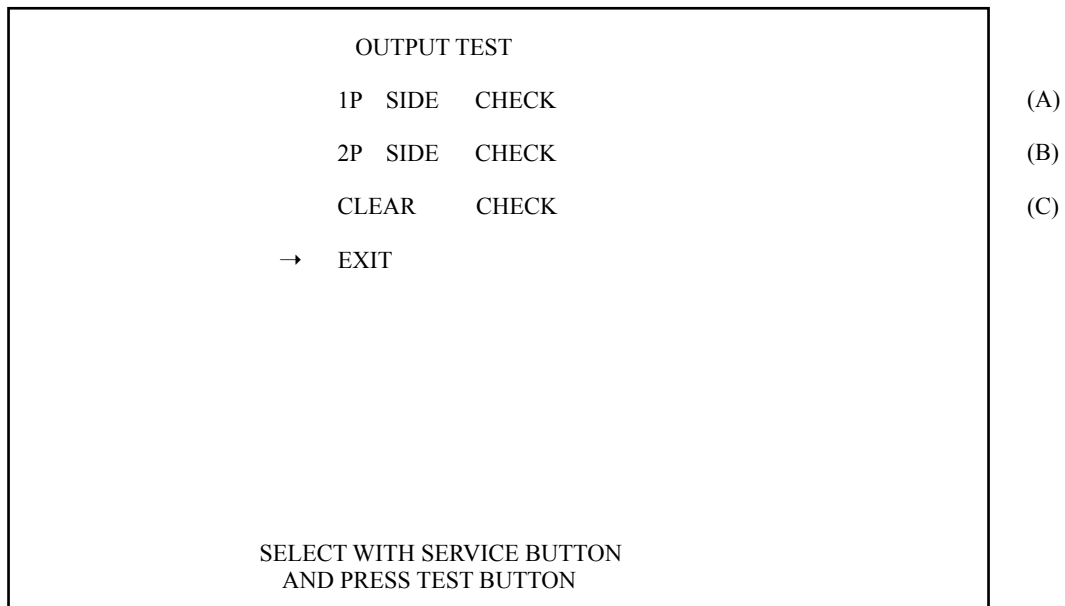 OUTPUT TEST
1P SIDE CHECK (A)
2P SIDE CHECK (B)
CLEAR CHECK (C)
→ EXIT
SELECT WITH SERVICE BUTTON
AND PRESS TEST BUTTON